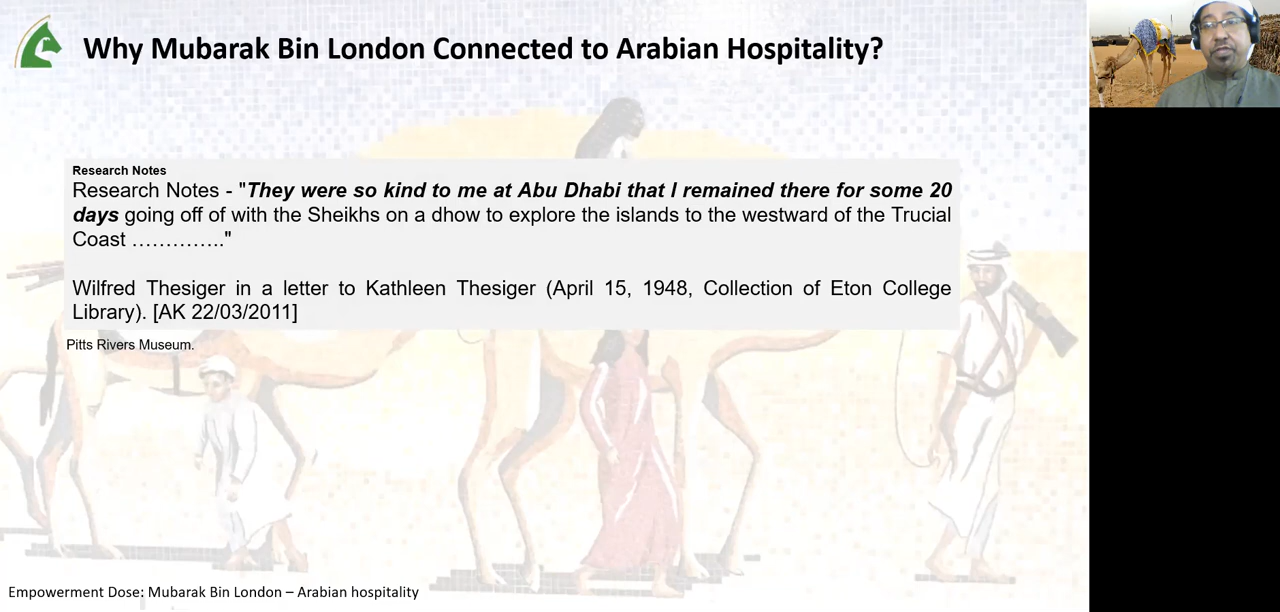 Why Mubarak Bin London Connected to Arabian Hospitality?
Research Notes
Research Notes - "They were so kind to me at Abu Dhabi that I remained there for some 20
days going off of with the Sheikhs on a dhow to explore the islands to the westward of the Trucial
Coast ………….."
Wilfred Thesiger in a letter to Kathleen Thesiger (April 15, 1948, Collection of Eton College
Library). [AK 22/03/2011]
Pitts Rivers Museum.
Empowerment Dose: Mubarak Bin London – Arabian hospitality